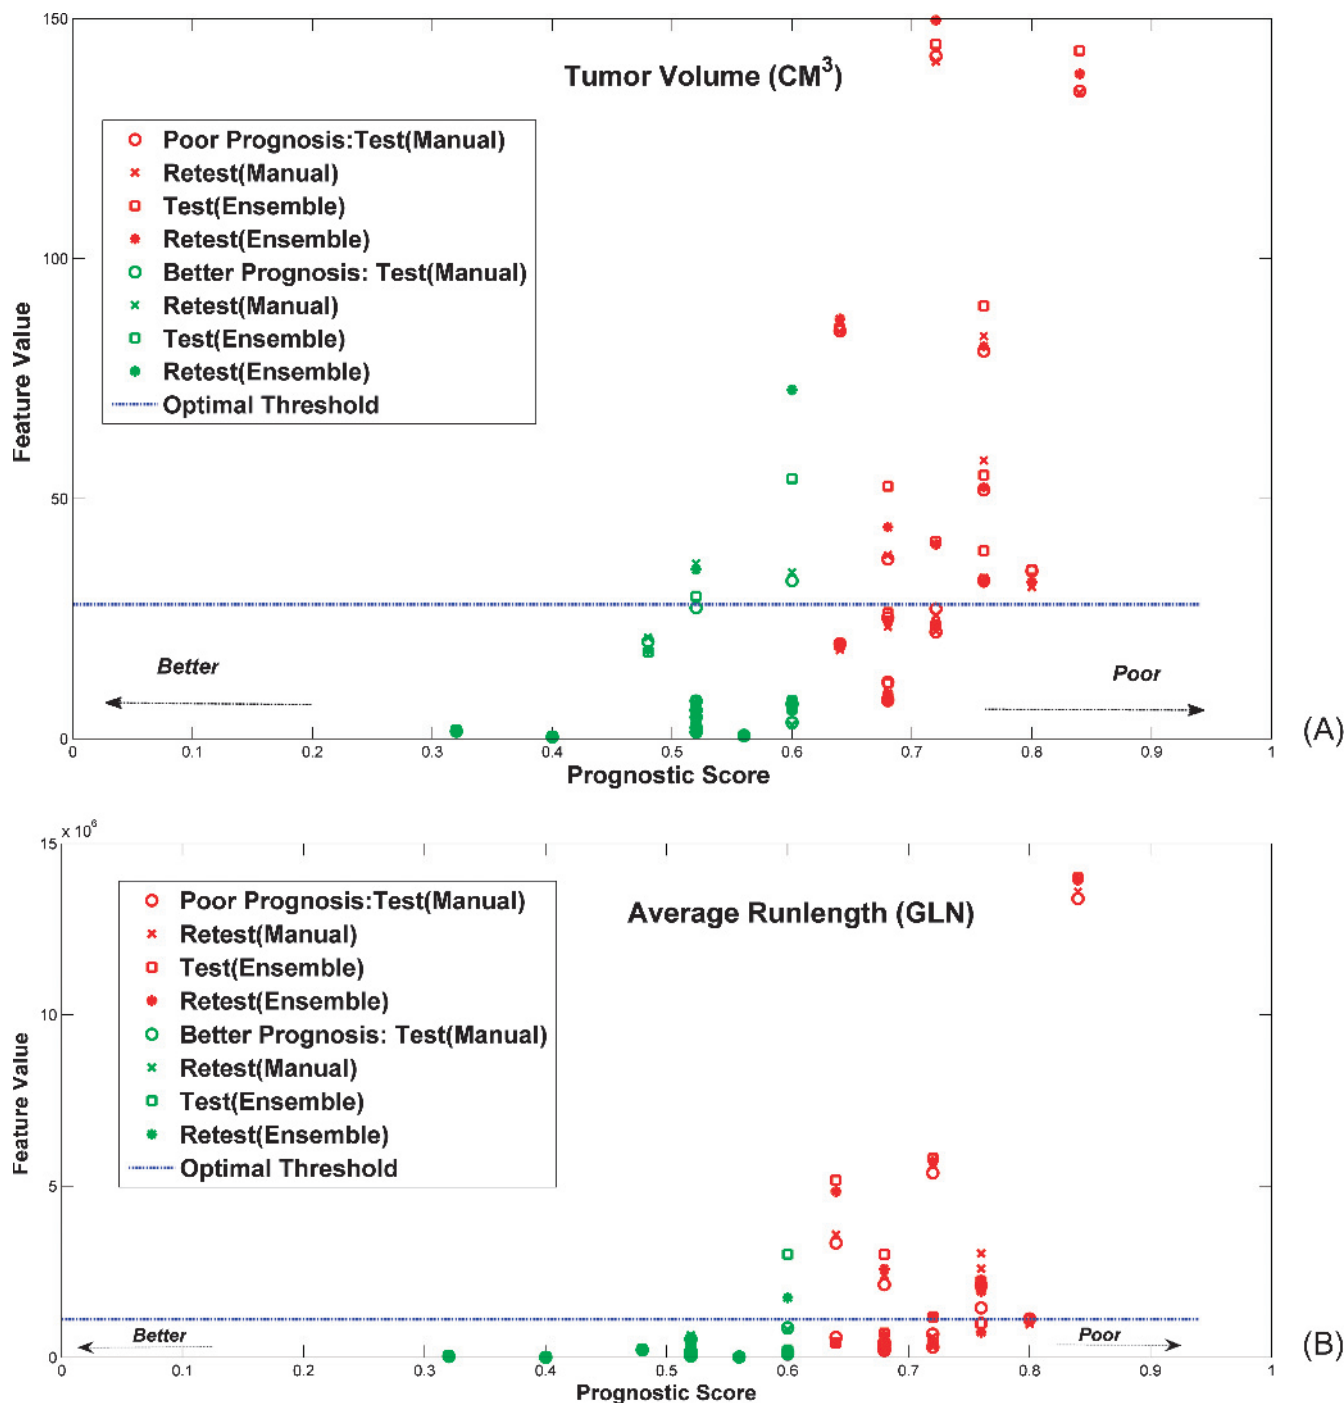 150
Tumor Volume (CM³)
Poor Prognosis:Test(Manual)
Retest(Manual)
Test(Ensemble)
Retest(Ensemble)
Better Prognosis: Test(Manual)
Retest(Manual)
Test(Ensemble)
Retest(Ensemble)
Optimal Threshold
100
50
0
Feature Value
Better
Poor
0 0.1 0.2 0.3 0.4 0.5 0.6 0.7 0.8 0.9 1
Prognostic Score
(A)
x 10⁶
15
Average Runlength (GLN)
Poor Prognosis:Test(Manual)
Retest(Manual)
Test(Ensemble)
Retest(Ensemble)
Better Prognosis: Test(Manual)
Retest(Manual)
Test(Ensemble)
Retest(Ensemble)
Optimal Threshold
10
5
0
Feature Value
Better
Poor
0 0.1 0.2 0.3 0.4 0.5 0.6 0.7 0.8 0.9 1
Prognostic Score
(B)